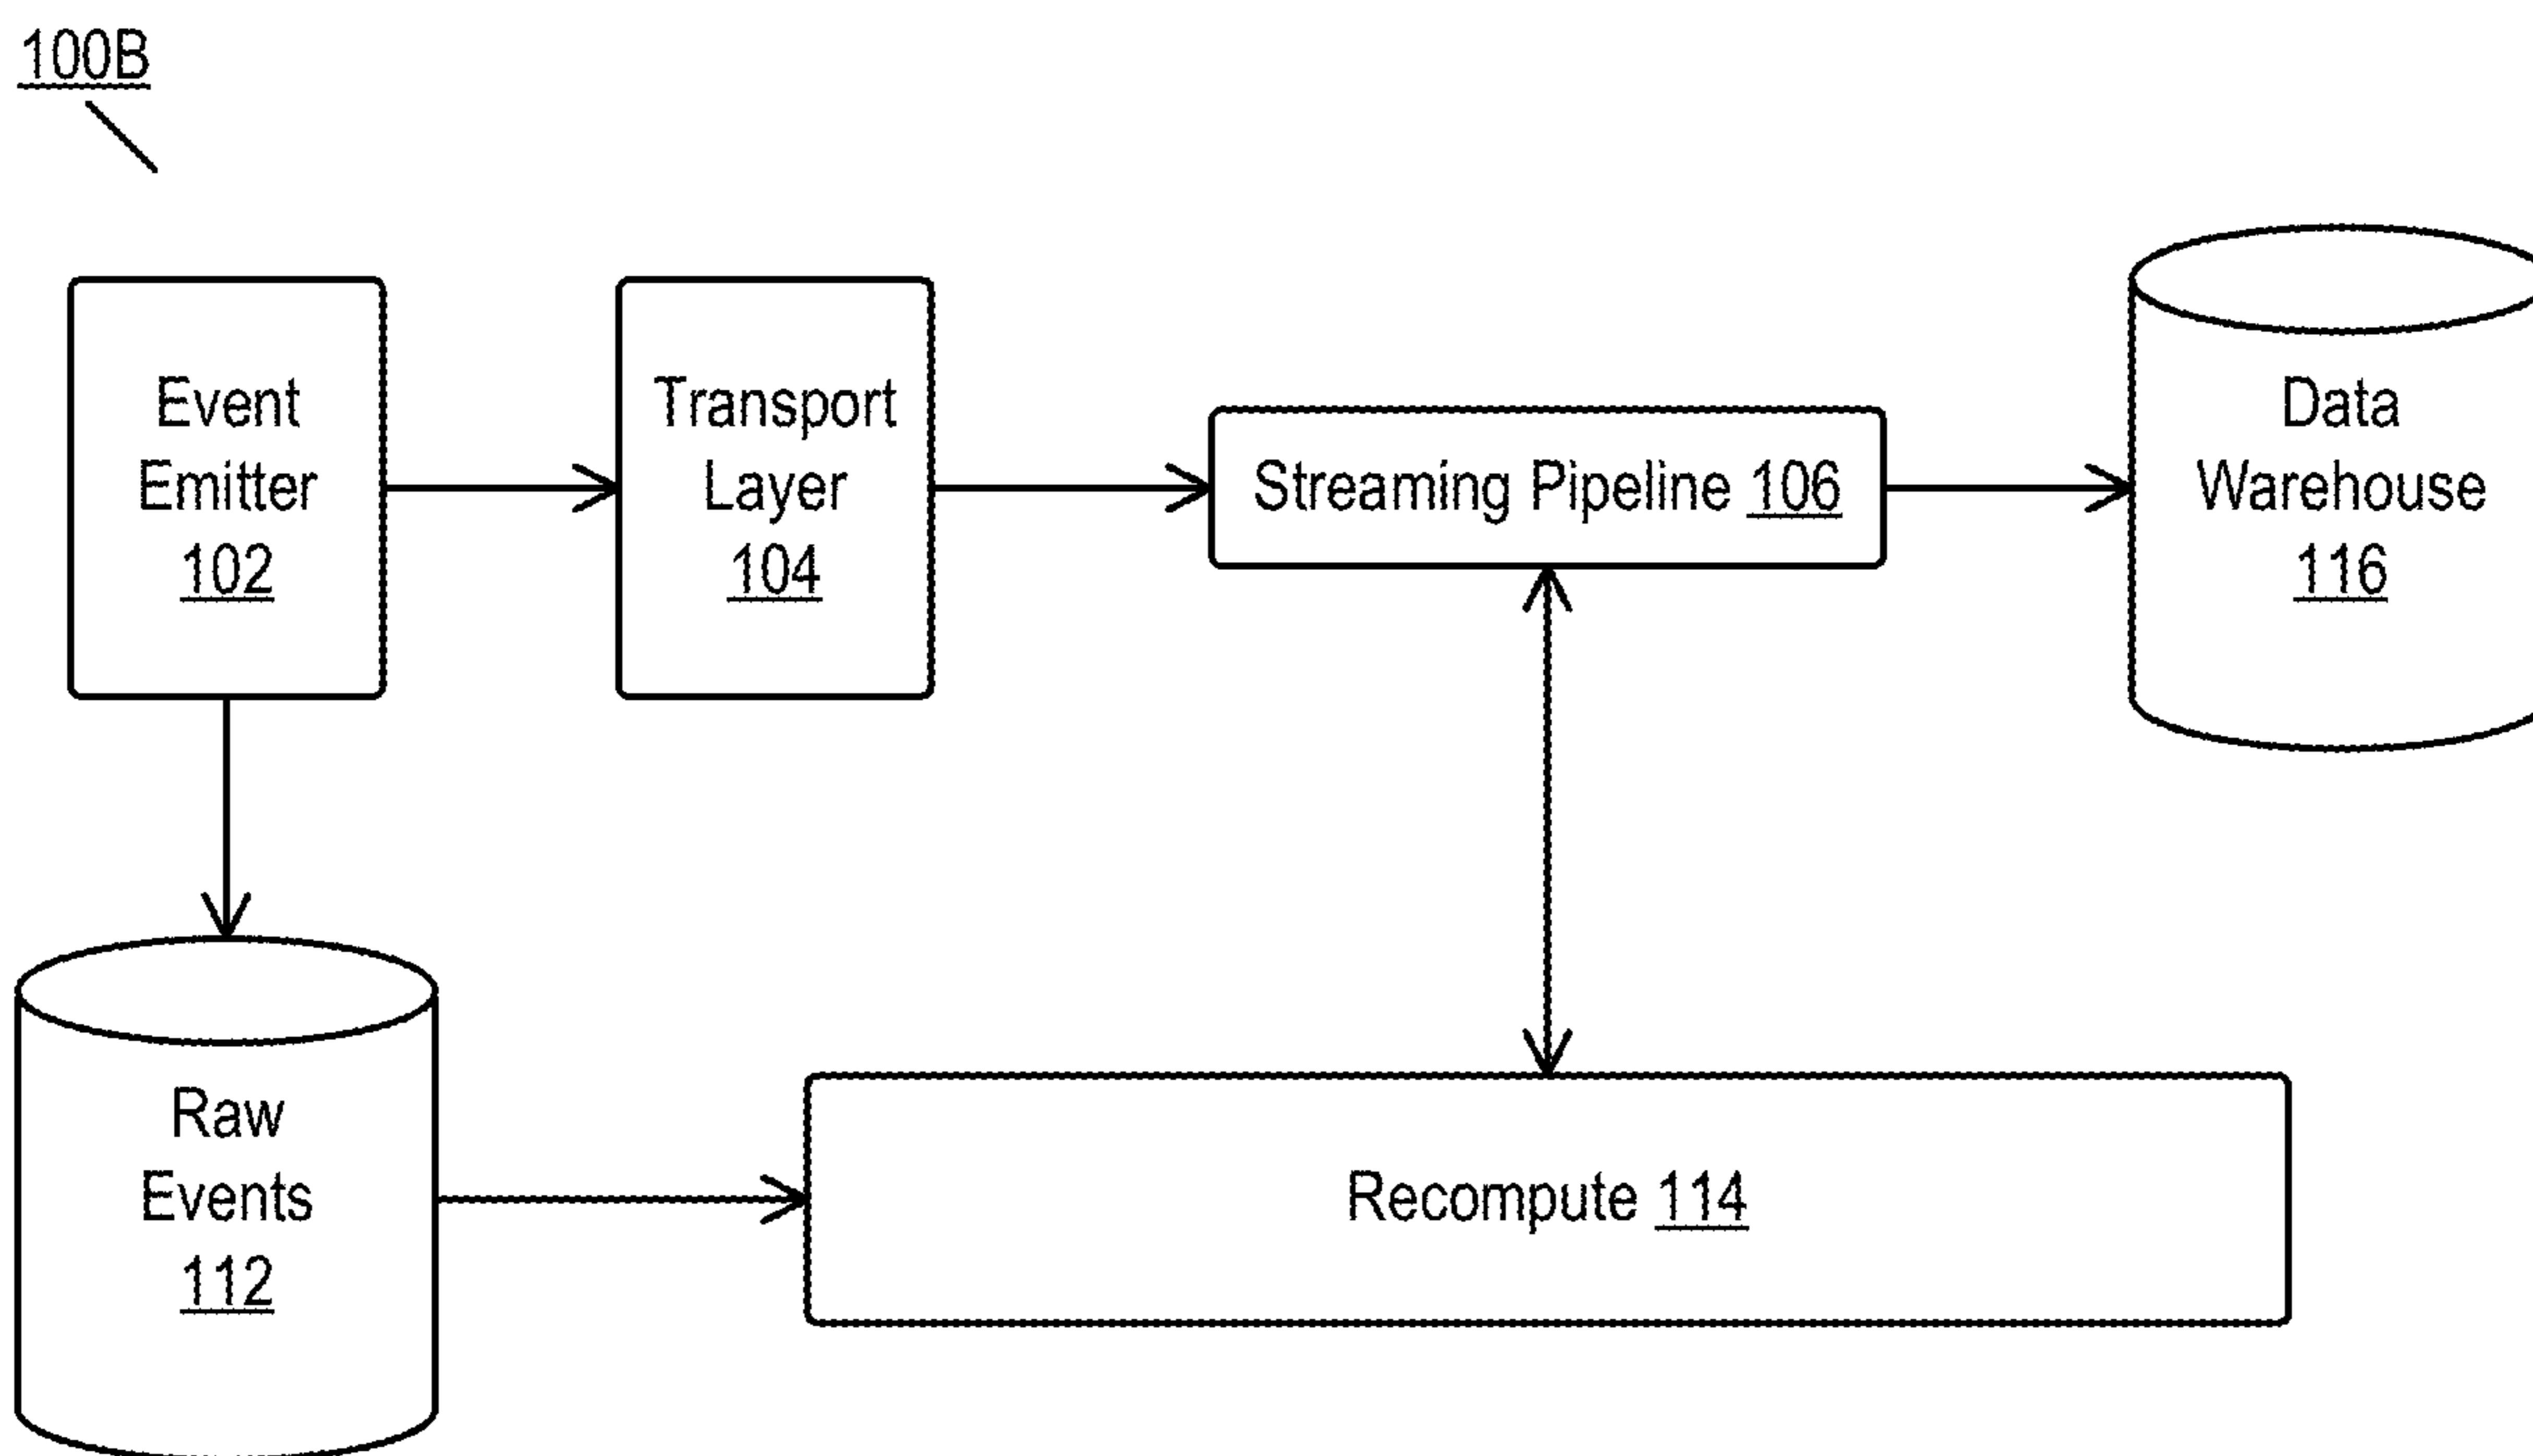 100B
Event
Emitter
102
Transport
Layer
104
Streaming Pipeline 106
Data
Warehouse
116
Raw
Events
112
Recompute 114